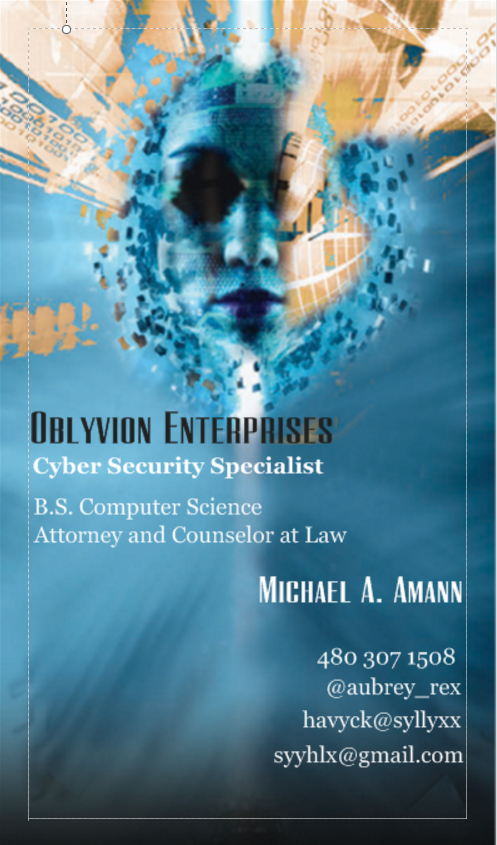 OBLYVION ENTERPRISES
Cyber Security Specialist
B.S. Computer Science
Attorney and Counselor at Law
MICHAEL A. AMANN
480 307 1508
@aubrey_rex
havyck@syllyxx
syyhlx@gmail.com